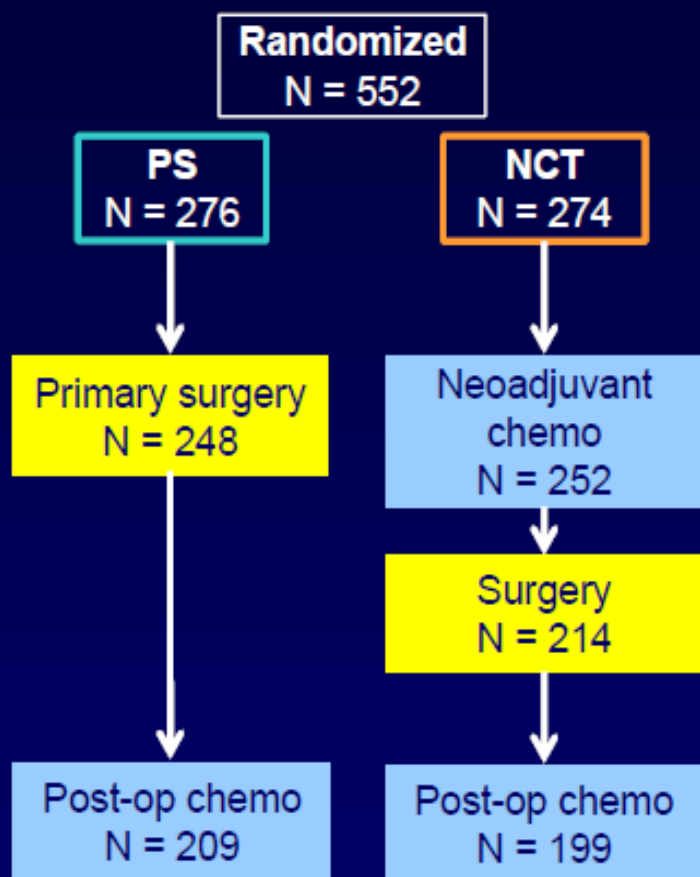 Randomized
N = 552
PS
N = 276
NCT
N = 274
Primary surgery
N = 248
Neoadjuvant
chemo
N = 252
Surgery
N = 214
Post-op chemo
N = 209
Post-op chemo
N = 199